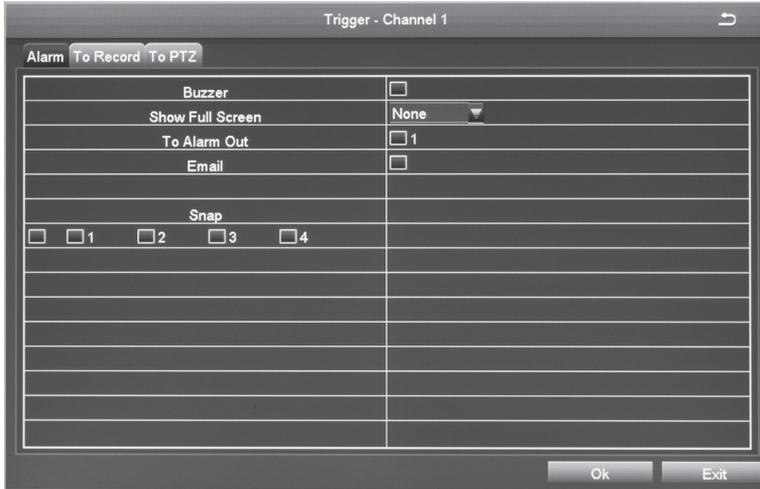 Trigger - Channel 1
Alarm To Record To PTZ
Buzzer
Show Full Screen None
To Alarm Out 1
Email
Snap
1 2 3 4
Ok Exit